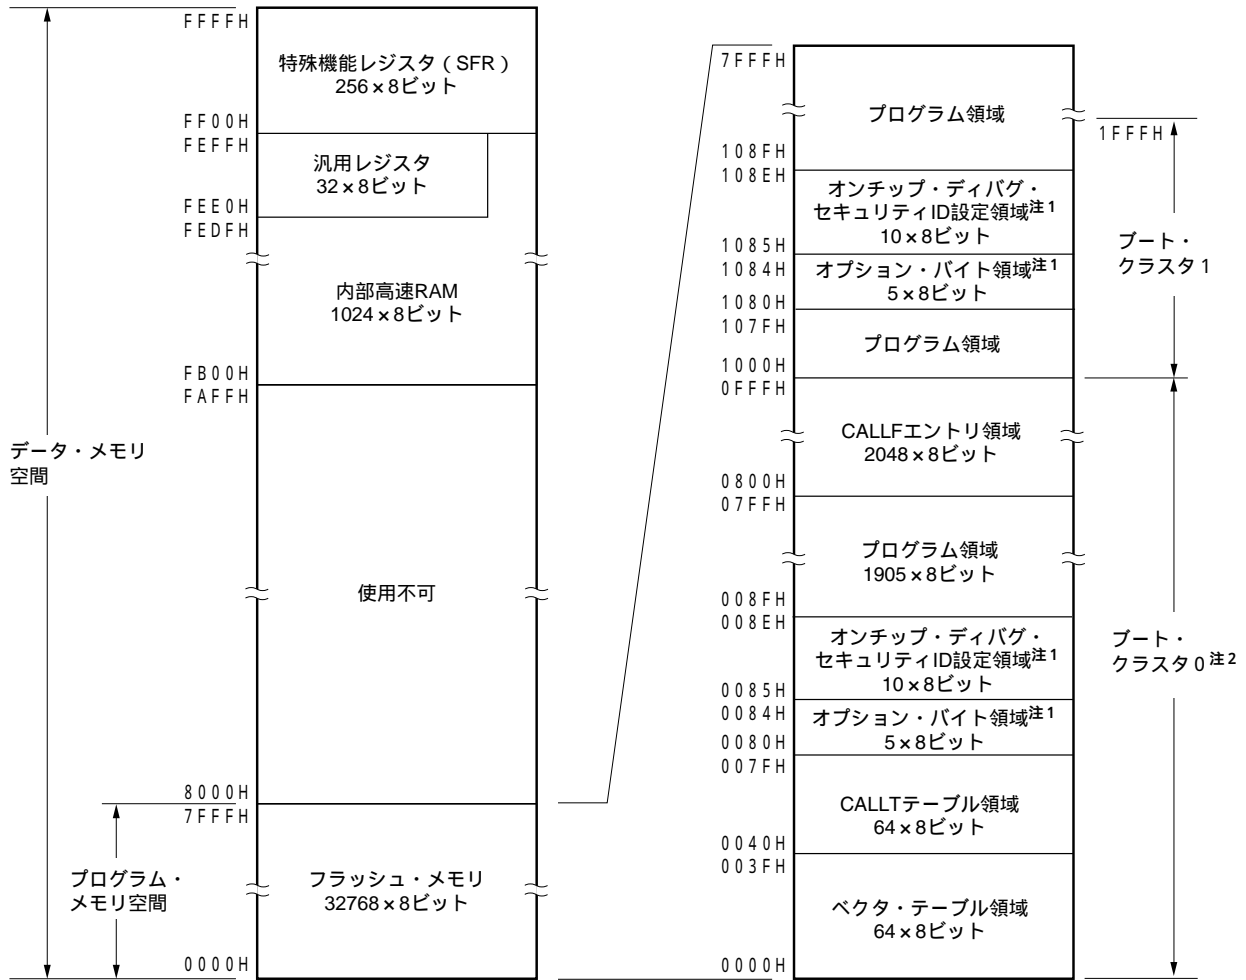 FFFFH
特殊機能レジスタ（SFR）
256×8ビット
FF00H
FEFFH
汎用レジスタ
32×8ビット
FEE0H
FEDFH
内部高速RAM
1024×8ビット
FB00H
FAFFH
データ・メモリ
空間
使用不可
8000H
7FFFH
プログラム・
メモリ空間
フラッシュ・メモリ
32768×8ビット
0000H
7FFFH
プログラム領域
1FFFH
108FH
108EH
オンチップ・ディバグ・
セキュリティID設定領域注1
10×8ビット
1085H
1084H
オプション・バイト領域注1
5×8ビット
1080H
107FH
プログラム領域
1000H
0FFFH
ブート・
クラスタ1
CALLFエントリ領域
2048×8ビット
0800H
07FFH
プログラム領域
1905×8ビット
008FH
008EH
オンチップ・ディバグ・
セキュリティID設定領域注1
10×8ビット
0085H
0084H
オプション・バイト領域注1
5×8ビット
0080H
007FH
ブート・
クラスタ0注2
CALLTテーブル領域
64×8ビット
0040H
003FH
ベクタ・テーブル領域
64×8ビット
0000H